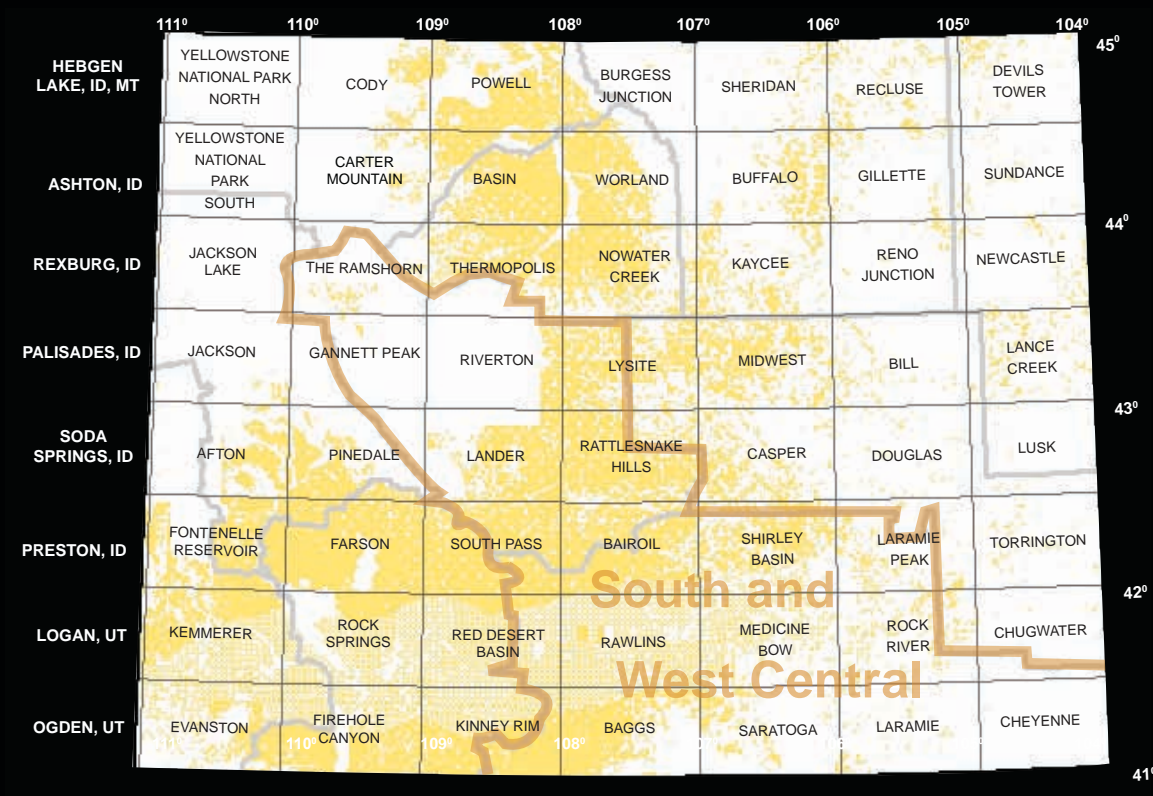 111⁰ 110⁰ 109⁰ 108⁰ 107⁰ 106⁰ 105⁰ 104⁰
45⁰
HEBGEN
LAKE, ID, MT
YELLOWSTONE
NATIONAL PARK
NORTH
CODY
POWELL
BURGESS
JUNCTION
SHERIDAN
RECLUSE
DEVILS
TOWER
ASHTON, ID
YELLOWSTONE
NATIONAL
PARK
SOUTH
CARTER
MOUNTAIN
BASIN
WORLAND
BUFFALO
GILLETTE
SUNDANCE
44⁰
REXBURG, ID
JACKSON
LAKE
THE RAMSHORN
THERMOPOLIS
NOWATER
CREEK
KAYCEE
RENO
JUNCTION
NEWCASTLE
PALISADES, ID
JACKSON
GANNETT PEAK
RIVERTON
LYSITE
MIDWEST
BILL
LANCE
CREEK
43⁰
SODA
SPRINGS, ID
AFTON
PINEDALE
LANDER
RATTLESNAKE
HILLS
CASPER
DOUGLAS
LUSK
PRESTON, ID
FONTENELLE
RESERVOIR
FARSON
SOUTH PASS
BAIROIL
SHIRLEY
BASIN
LARAMIE
PEAK
TORRINGTON
South and
42⁰
LOGAN, UT
KEMMERER
ROCK
SPRINGS
RED DESERT
BASIN
RAWLINS
MEDICINE
BOW
ROCK
RIVER
CHUGWATER
West Central
OGDEN, UT
EVANSTON
FIREHOLE
CANYON
KINNEY RIM
BAGGS
SARATOGA
LARAMIE
CHEYENNE
110⁰ 109⁰ 108⁰
41⁰